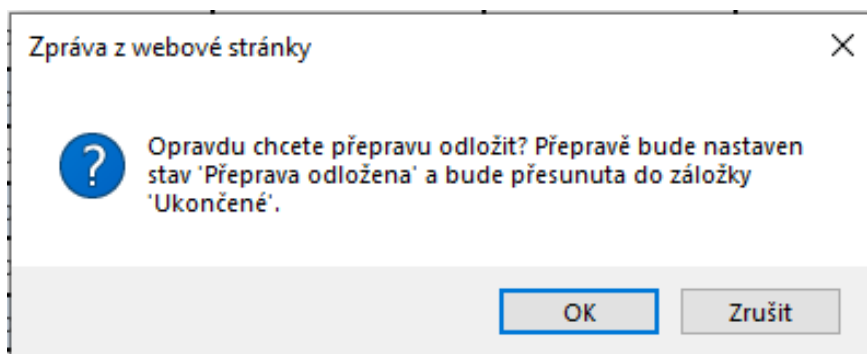 Zpráva z webové stránky
Opravdu chcete přepravu odložit? Přepravě bude nastaven
stav 'Přeprava odložena' a bude přesunuta do záložky
'Ukončené'.
OK
Zrušit